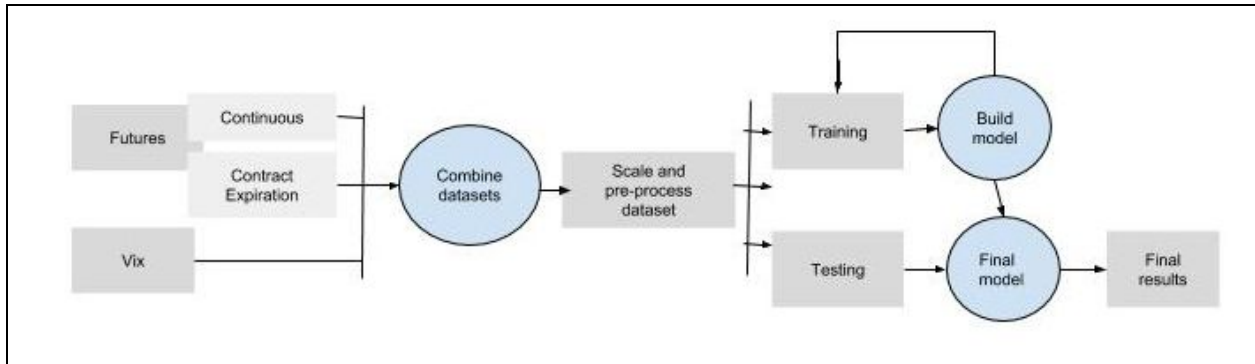 Futures
Continuous
Contract
Expiration
Vix
Combine
datasets
Scale and
pre-process
dataset
Training
Build
model
Testing
Final
model
Final
results